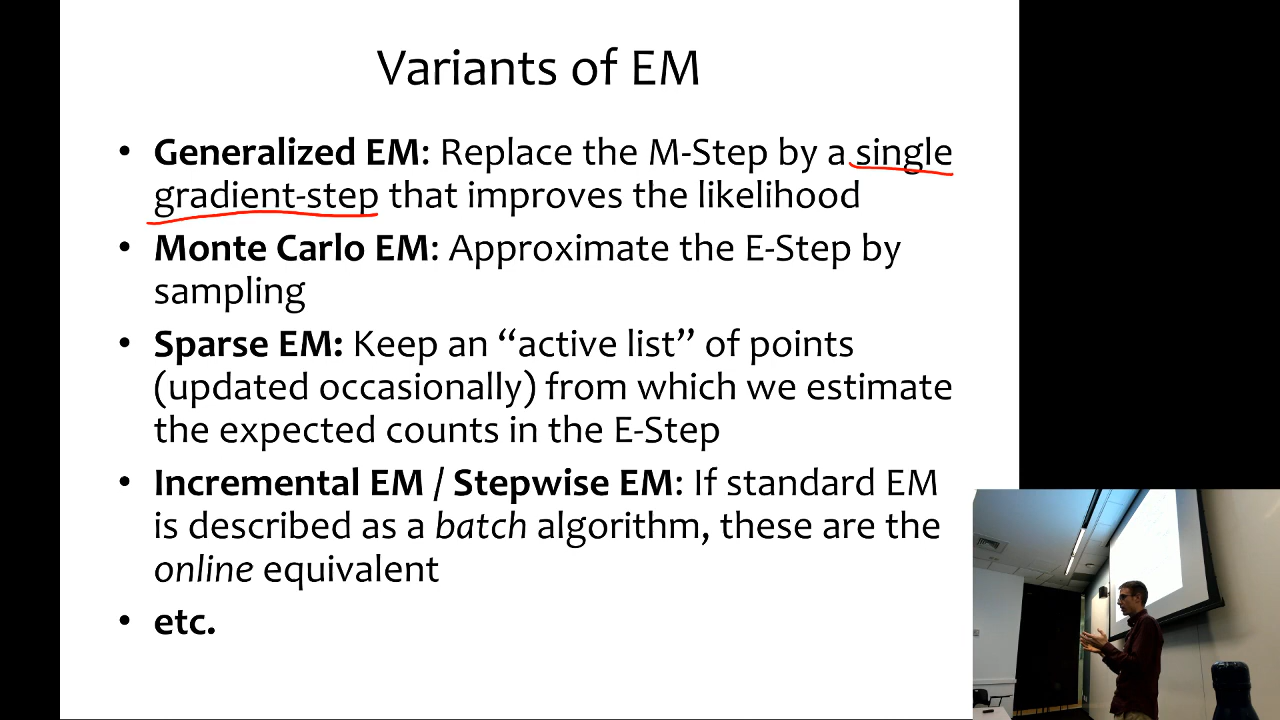 Variants of EM
• Generalized EM: Replace the M-Step by a single
gradient-step that improves the likelihood
• Monte Carlo EM: Approximate the E-Step by
sampling
• Sparse EM: Keep an “active list” of points
(updated occasionally) from which we estimate
the expected counts in the E-Step
• Incremental EM / Stepwise EM: If standard EM
is described as a batch algorithm, these are the
online equivalent
• etc.